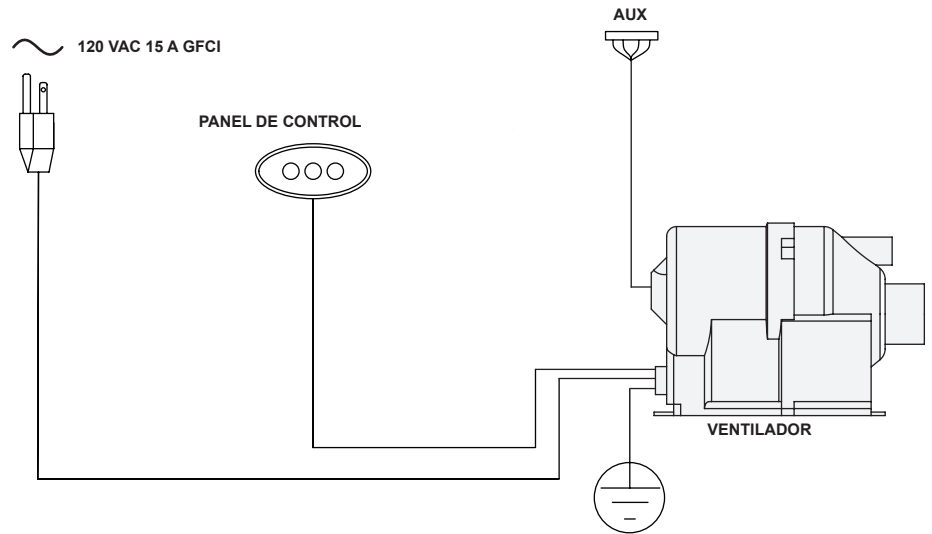 AUX
120 VAC 15 A GFCI
PANEL DE CONTROL
VENTILADOR